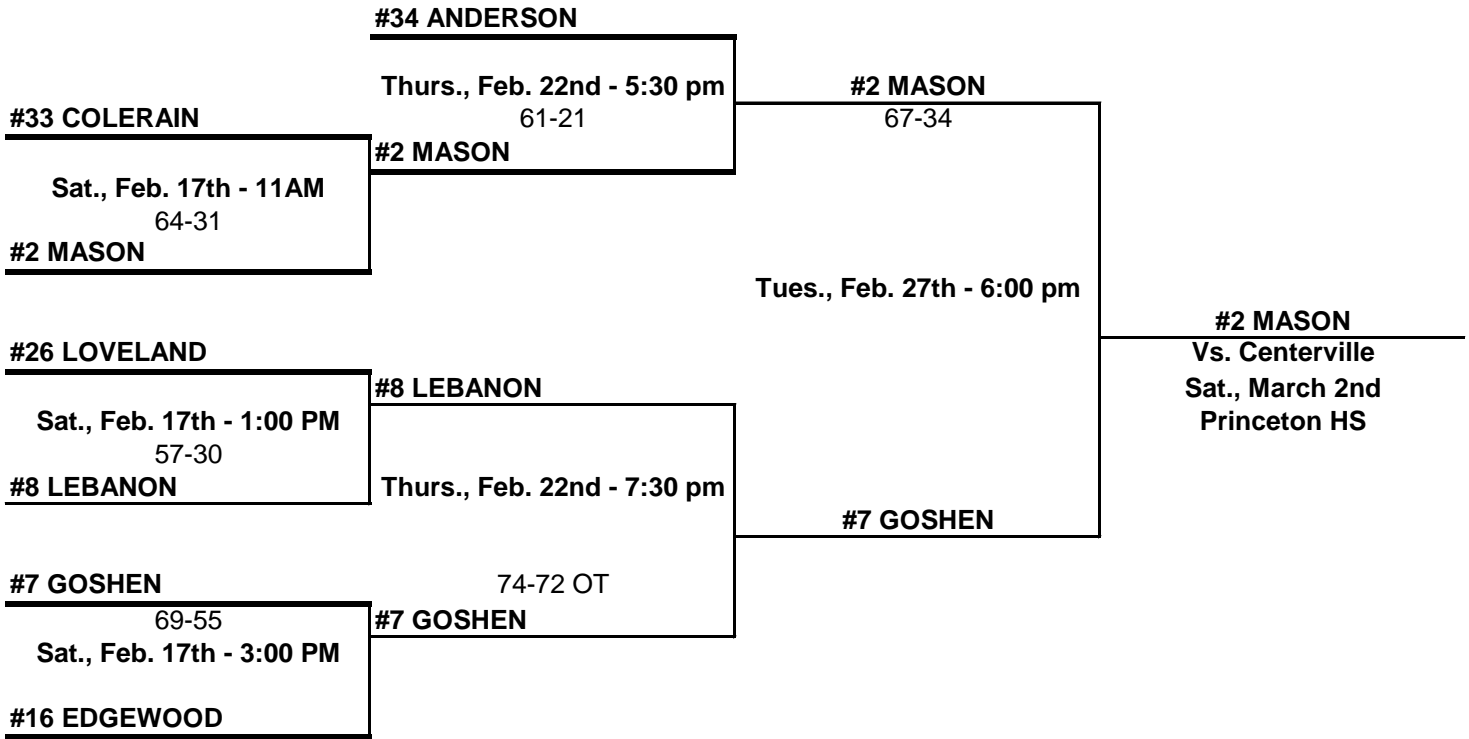 #34 ANDERSON
Thurs., Feb. 22nd - 5:30 pm
#2 MASON
#33 COLERAIN
61-21
67-34
#2 MASON
Sat., Feb. 17th - 11AM
64-31
#2 MASON
Tues., Feb. 27th - 6:00 pm
#2 MASON
#26 LOVELAND
Vs. Centerville
#8 LEBANON
Sat., March 2nd
Sat., Feb. 17th - 1:00 PM
Princeton HS
57-30
#8 LEBANON
Thurs., Feb. 22nd - 7:30 pm
#7 GOSHEN
#7 GOSHEN
74-72 OT
69-55
#7 GOSHEN
Sat., Feb. 17th - 3:00 PM
#16 EDGEWOOD